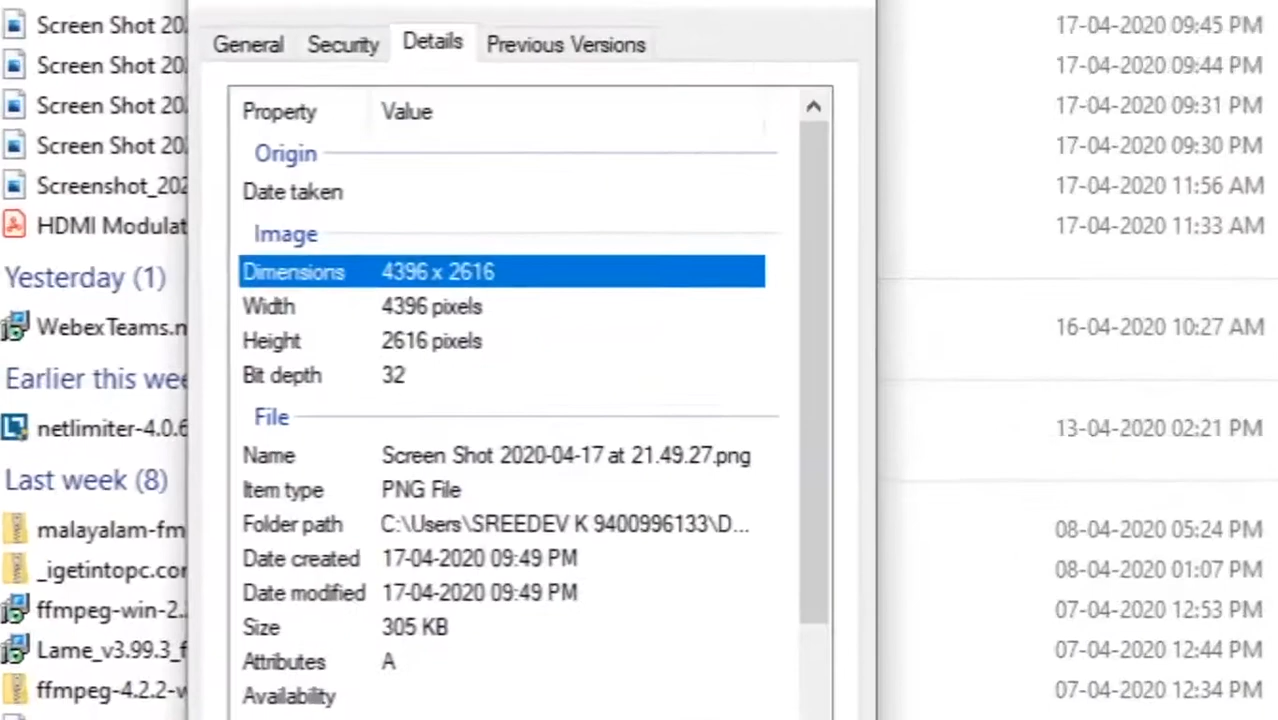 Screen Shot 20
17-04-2020 09:45 PM
General Security Details Previous Versions
Screen Shot 20
17-04-2020 09:44 PM
Screen Shot 20
17-04-2020 09:31 PM
Property Value
Screen Shot 20
17-04-2020 09:30 PM
Origin
Screenshot_202
17-04-2020 11:56 AM
Date taken
HDMI Modulat
17-04-2020 11:33 AM
Image
Yesterday (1)
Dimensions 4396 x 2616
Width 4396 pixels
WebexTeams.n
16-04-2020 10:27 AM
Height 2616 pixels
Earlier this wee
Bit depth 32
File
netlimiter-4.0.6
13-04-2020 02:21 PM
Name Screen Shot 2020-04-17 at 21.49.27.png
Last week (8)
Item type PNG File
Folder path C:\Users\SREEDEV K 9400996133\D...
malayalam-fm
08-04-2020 05:24 PM
Date created 17-04-2020 09:49 PM
_igetintopc.cor
08-04-2020 01:07 PM
Date modified 17-04-2020 09:49 PM
ffmpeg-win-2.
07-04-2020 12:53 PM
Size 305 KB
Lame_v3.99.3_f
07-04-2020 12:44 PM
Attributes A
ffmpeg-4.2.2-w
07-04-2020 12:34 PM
Availability